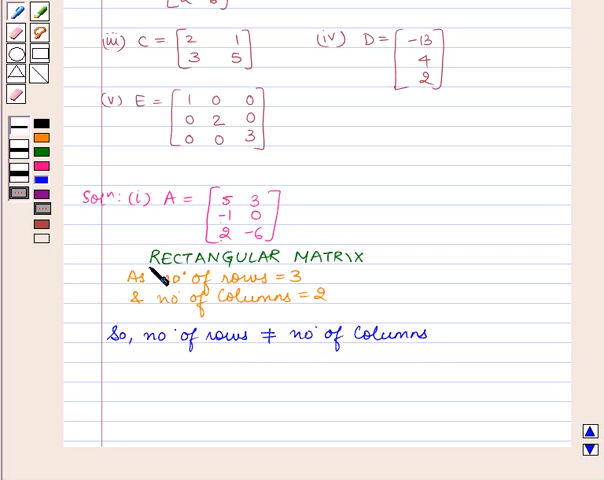 2 -6
(iii) C = [2 1
3 5]
(iv) D = [-13
4
2]
(v) E = [1 0 0
0 2 0
0 0 3]
Soln: (i) A = [5 3
-1 0
2 -6]
RECTANGULAR MATRIX
As no. of rows = 3
& no. of Columns = 2
So, no. of rows ≠ no. of Columns